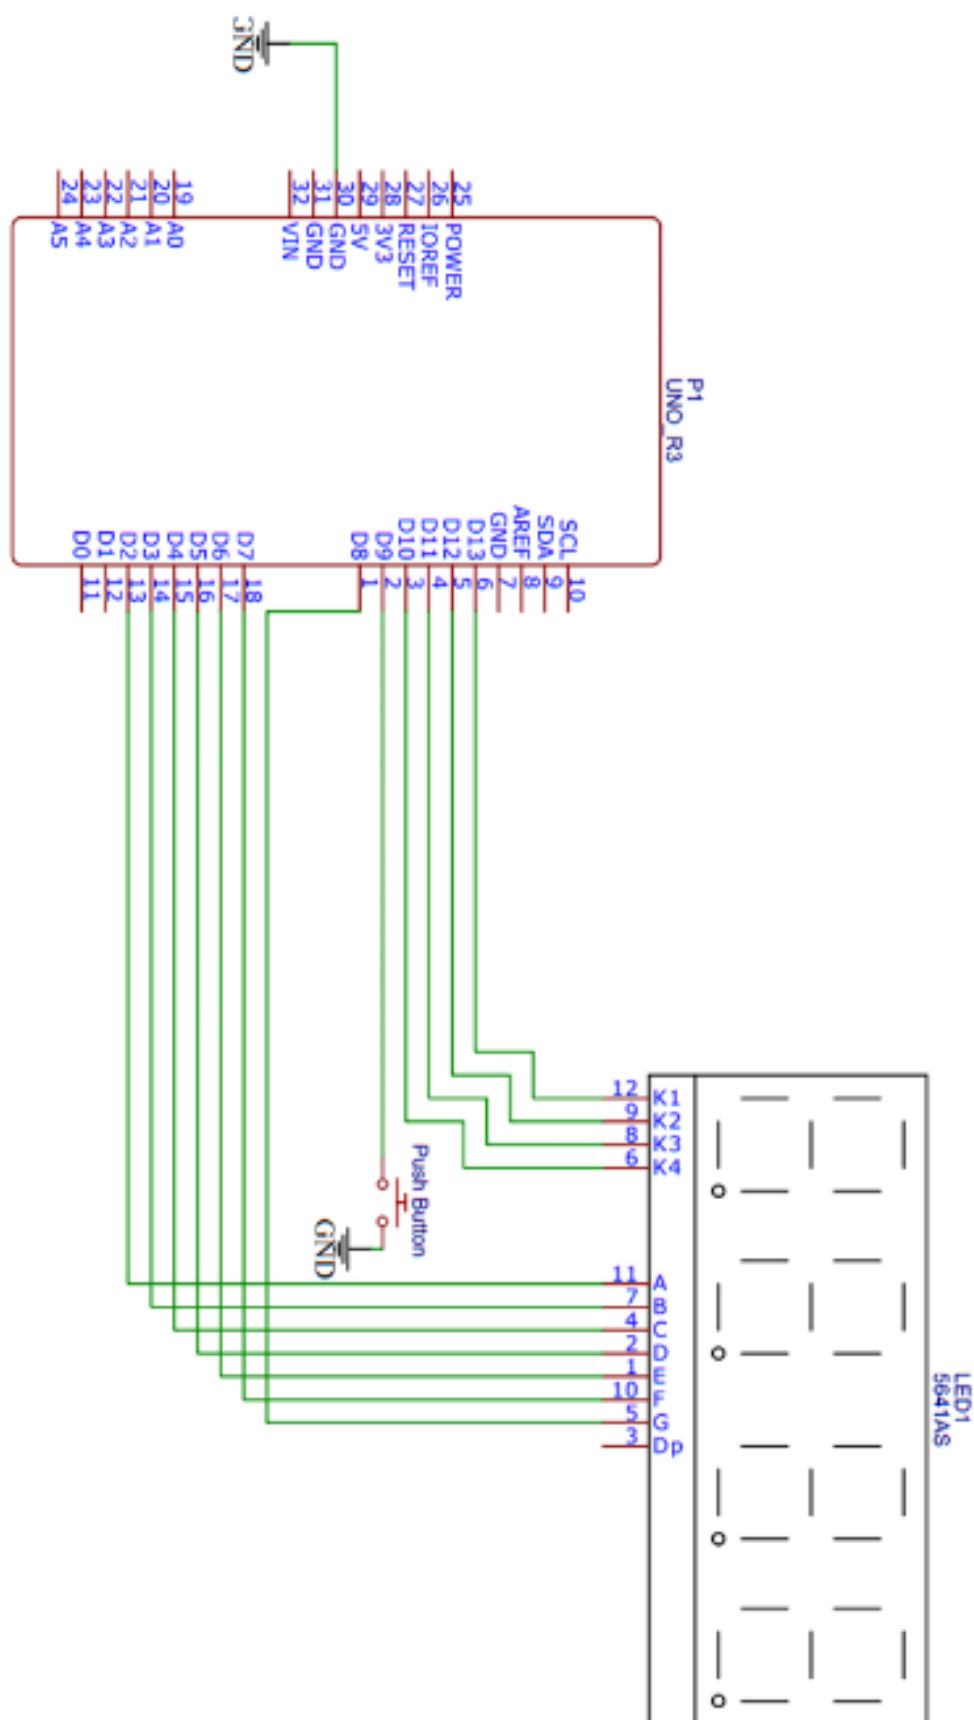 GND
25
26
27
28
29
30
31
32
19
20
21
22
23
24
POWER
IOREF
RESET
3V3
5V
GND
GND
VIN
A0
A1
A2
A3
A4
A5
P1
UNO_R3
SCL
SDA
AREF
GND
D13
D12
D11
D10
D9
D8
D7
D6
D5
D4
D3
D2
D1
D0
10
9
8
7
6
5
4
3
2
1
18
17
16
15
14
13
12
11
Push Button
GND
12 K1
9 K2
8 K3
6 K4
11 A
7 B
4 C
2 D
1 E
10 F
5 G
3 Dp
LED1
5641AS